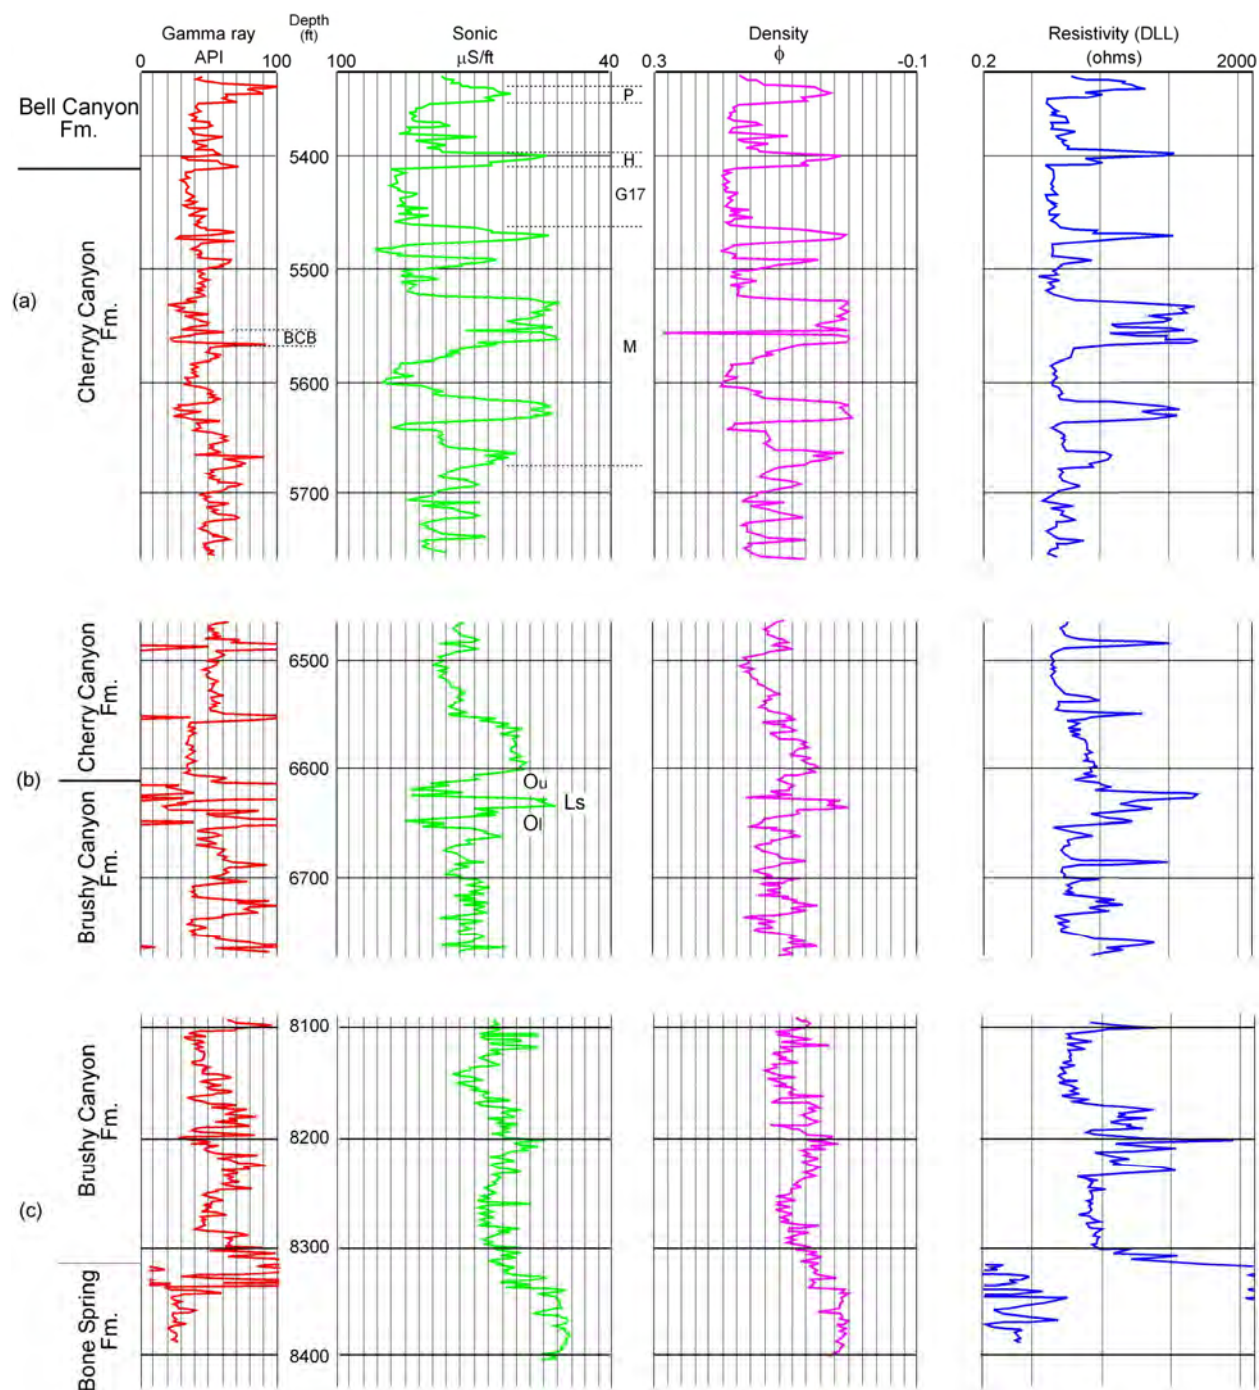 Gamma ray
API
0 100
Depth
(ft)
Sonic
µS/ft
100 40
Density
ϕ
0.3 -0.1
Resistivity (DLL)
(ohms)
0.2 2000
(a)
Bell Canyon
Fm.
Cherry Canyon
Fm.
5400
5500
5600
5700
BCB
P
H
G17
M
(b)
Cherry Canyon
Fm.
Brushy Canyon
Fm.
6500
6600
6700
Ou
Ls
Ol
(c)
Brushy Canyon
Fm.
Bone Spring
Fm.
8100
8200
8300
8400